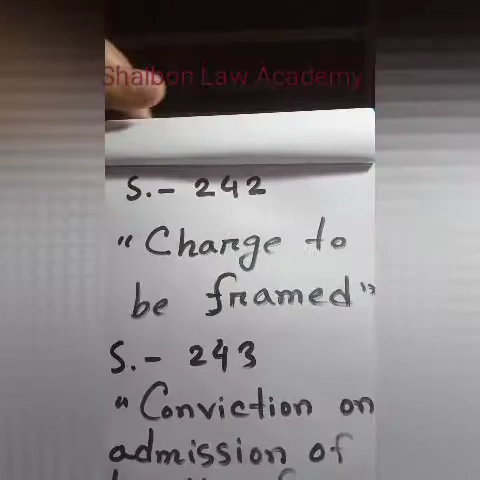 Shaibon Law Academy
S.- 242
"Charge to
be framed"
S.- 243
"Conviction on
admission of